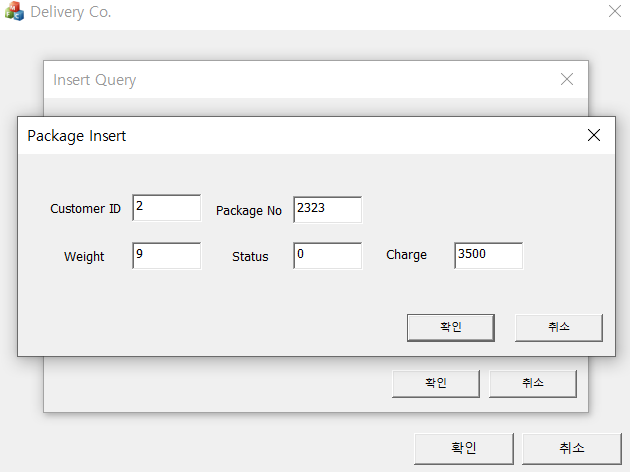 Delivery Co.
Insert Query
Package Insert
Customer ID 2 Package No 2323
Weight 9 Status 0 Charge 3500
확인 취소
확인 취소
확인 취소